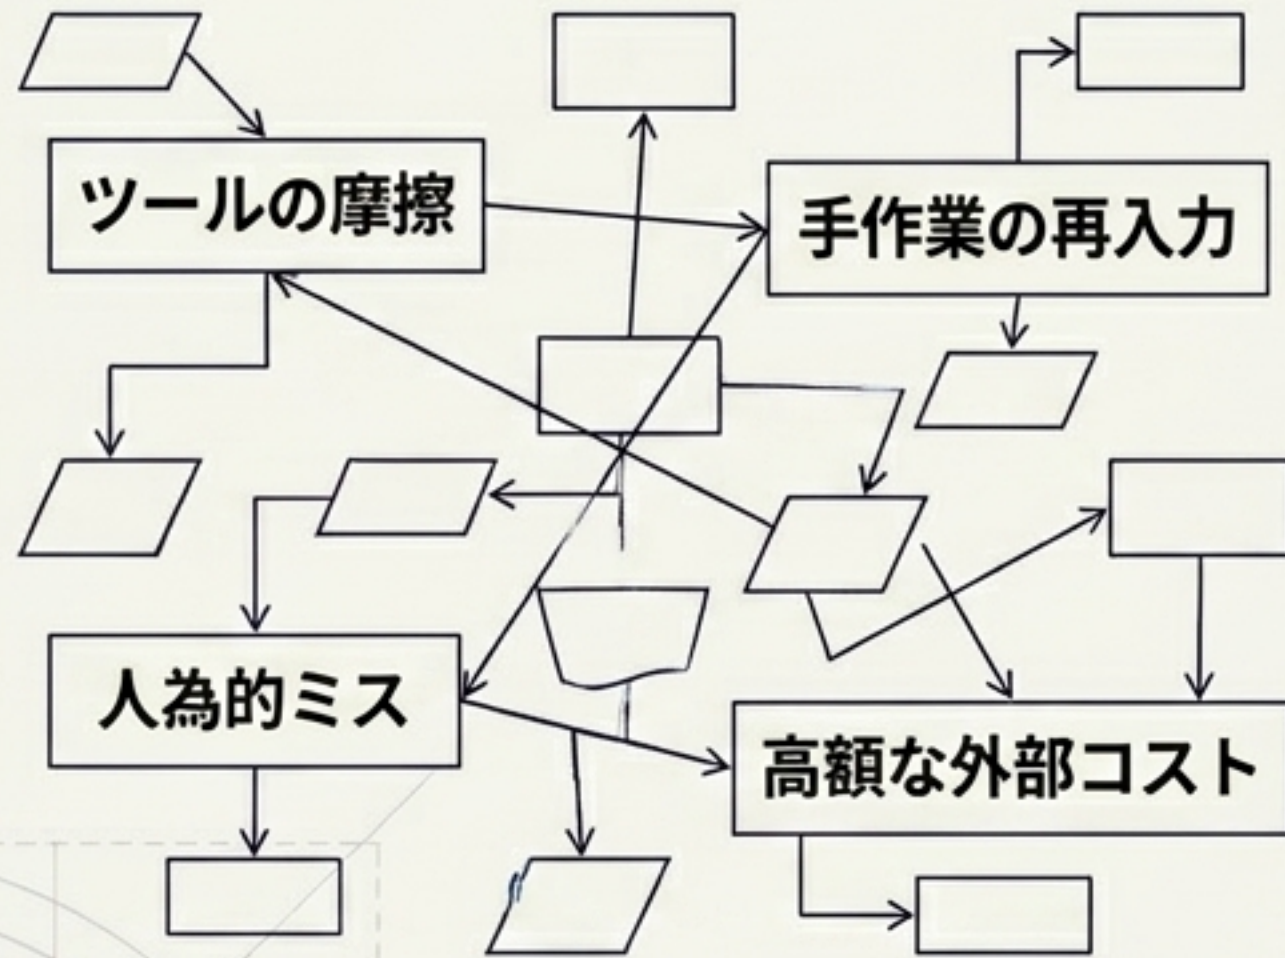 ツールの摩擦
手作業の再入力
人為的ミス
高額な外部コスト